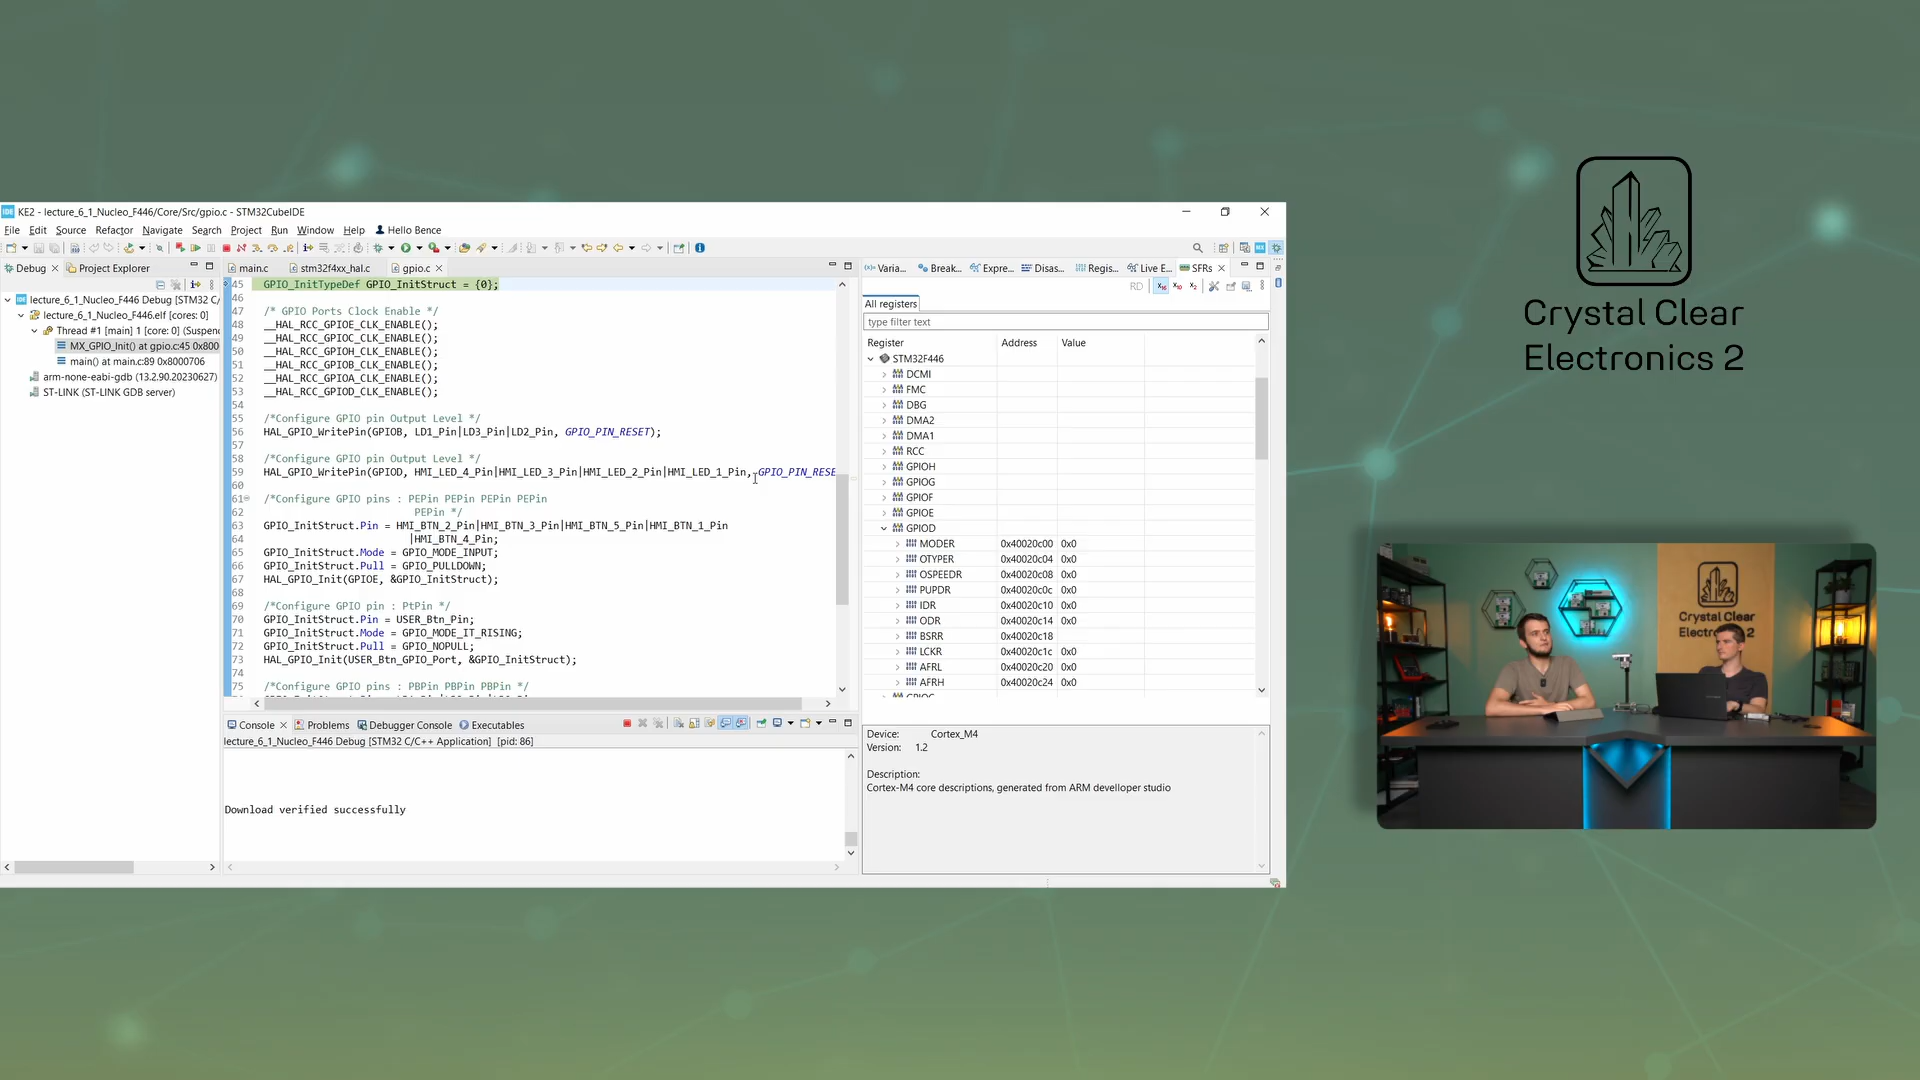 KE2 - lecture_6_1_Nucleo_F446/Core/Src/gpio.c - STM32CubeIDE
File Edit Source Refactor Navigate Search Project Run Window Help Hello Bence
Debug Project Explorer
lecture_6_1_Nucleo_F446 Debug [STM32 C/
lecture_6_1_Nucleo_F446.elf [cores: 0]
Thread #1 [main] 1 [core: 0] (Suspen
MX_GPIO_Init() at gpio.c:45 0x800
main() at main.c:89 0x8000706
arm-none-eabi-gdb (13.2.90.20230627)
ST-LINK (ST-LINK GDB server)
main.c stm32f4xx_hal.c gpio.c
45 GPIO_InitTypeDef GPIO_InitStruct = {0};
46
47 /* GPIO Ports Clock Enable */
48 __HAL_RCC_GPIOE_CLK_ENABLE();
49 __HAL_RCC_GPIOC_CLK_ENABLE();
50 __HAL_RCC_GPIOH_CLK_ENABLE();
51 __HAL_RCC_GPIOB_CLK_ENABLE();
52 __HAL_RCC_GPIOA_CLK_ENABLE();
53 __HAL_RCC_GPIOD_CLK_ENABLE();
54
55 /*Configure GPIO pin Output Level */
56 HAL_GPIO_WritePin(GPIOB, LD1_Pin|LD3_Pin|LD2_Pin, GPIO_PIN_RESET);
57
58 /*Configure GPIO pin Output Level */
59 HAL_GPIO_WritePin(GPIOD, HMI_LED_4_Pin|HMI_LED_3_Pin|HMI_LED_2_Pin|HMI_LED_1_Pin, GPIO_PIN_RESE
60
61 /*Configure GPIO pins : PEPin PEPin PEPin PEPin
62 PEPin */
63 GPIO_InitStruct.Pin = HMI_BTN_2_Pin|HMI_BTN_3_Pin|HMI_BTN_5_Pin|HMI_BTN_1_Pin
64 |HMI_BTN_4_Pin;
65 GPIO_InitStruct.Mode = GPIO_MODE_INPUT;
66 GPIO_InitStruct.Pull = GPIO_PULLDOWN;
67 HAL_GPIO_Init(GPIOE, &GPIO_InitStruct);
68
69 /*Configure GPIO pin : PtPin */
70 GPIO_InitStruct.Pin = USER_Btn_Pin;
71 GPIO_InitStruct.Mode = GPIO_MODE_IT_RISING;
72 GPIO_InitStruct.Pull = GPIO_NOPULL;
73 HAL_GPIO_Init(USER_Btn_GPIO_Port, &GPIO_InitStruct);
74
75 /*Configure GPIO pins : PBPin PBPin PBPin */
Varia... Break... Expre... Disas... Regis... Live E... SFRs
RD
All registers
type filter text
Register Address Value
STM32F446
DCMI
FMC
DBG
DMA2
DMA1
RCC
GPIOH
GPIOG
GPIOF
GPIOE
GPIOD
MODER 0x40020c00 0x0
OTYPER 0x40020c04 0x0
OSPEEDR 0x40020c08 0x0
PUPDR 0x40020c0c 0x0
IDR 0x40020c10 0x0
ODR 0x40020c14 0x0
BSRR 0x40020c18
LCKR 0x40020c1c 0x0
AFRL 0x40020c20 0x0
AFRH 0x40020c24 0x0
GPIOC
Device: Cortex_M4
Version: 1.2
Description:
Cortex-M4 core descriptions, generated from ARM develloper studio
Console Problems Debugger Console Executables
lecture_6_1_Nucleo_F446 Debug [STM32 C/C++ Application] [pid: 86]
Download verified successfully
Crystal Clear
Electronics 2
Crystal Clear